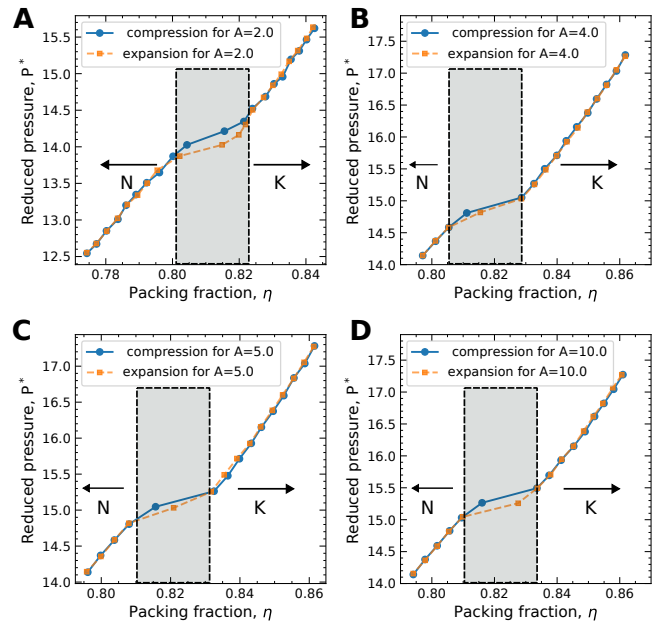 A
compression for A=2.0
expansion for A=2.0
N
K
Reduced pressure, P*
15.5
15.0
14.5
14.0
13.5
13.0
12.5
0.78 0.80 0.82 0.84
Packing fraction, η
B
compression for A=4.0
expansion for A=4.0
N
K
Reduced pressure, P*
18.0
17.5
17.0
16.5
16.0
15.5
15.0
14.5
14.0
0.80 0.82 0.84 0.86
Packing fraction, η
C
compression for A=5.0
expansion for A=5.0
N
K
Reduced pressure, P*
17.0
16.5
16.0
15.5
15.0
14.5
14.0
0.80 0.82 0.84 0.86
Packing fraction, η
D
compression for A=10.0
expansion for A=10.0
N
K
Reduced pressure, P*
18.0
17.5
17.0
16.5
16.0
15.5
15.0
14.5
14.0
0.80 0.82 0.84 0.86
Packing fraction, η